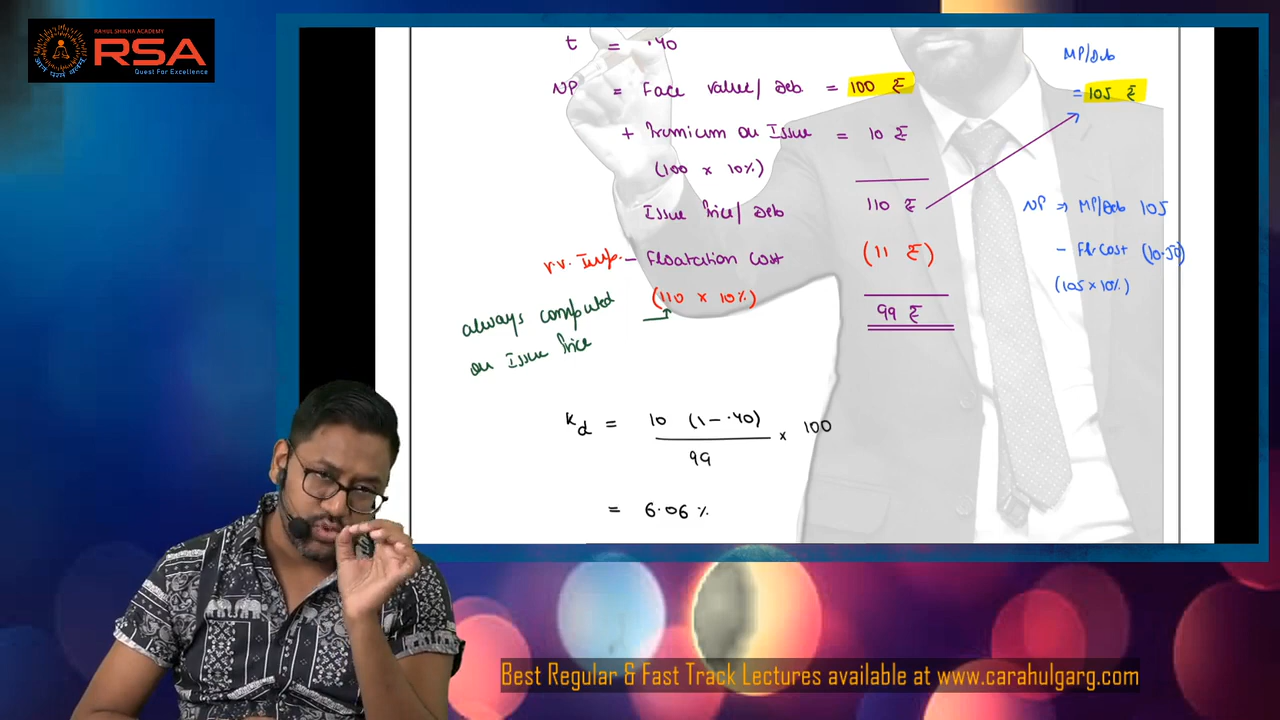 RAHUL SHIKHA ACADEMY
RSA
Quest For Excellence
t = .40
NP = Face value/ Deb. = 100 ₹
+ Premium on Issue = 10 ₹
(100 x 10%)
Issue Price/ Deb 110 ₹
v.v. Imp. - Floatation Cost (11 ₹)
(110 x 10%)
always computed
on Issue Price
99 ₹
MP/Deb
= 105 ₹
NP => MP/Deb 105
- Fl. Cost (10.50)
(105 x 10%)
Kd = 10 (1 - .40) x 100
99
= 6.06 %
Best Regular & Fast Track Lectures available at www.carahulgarg.com